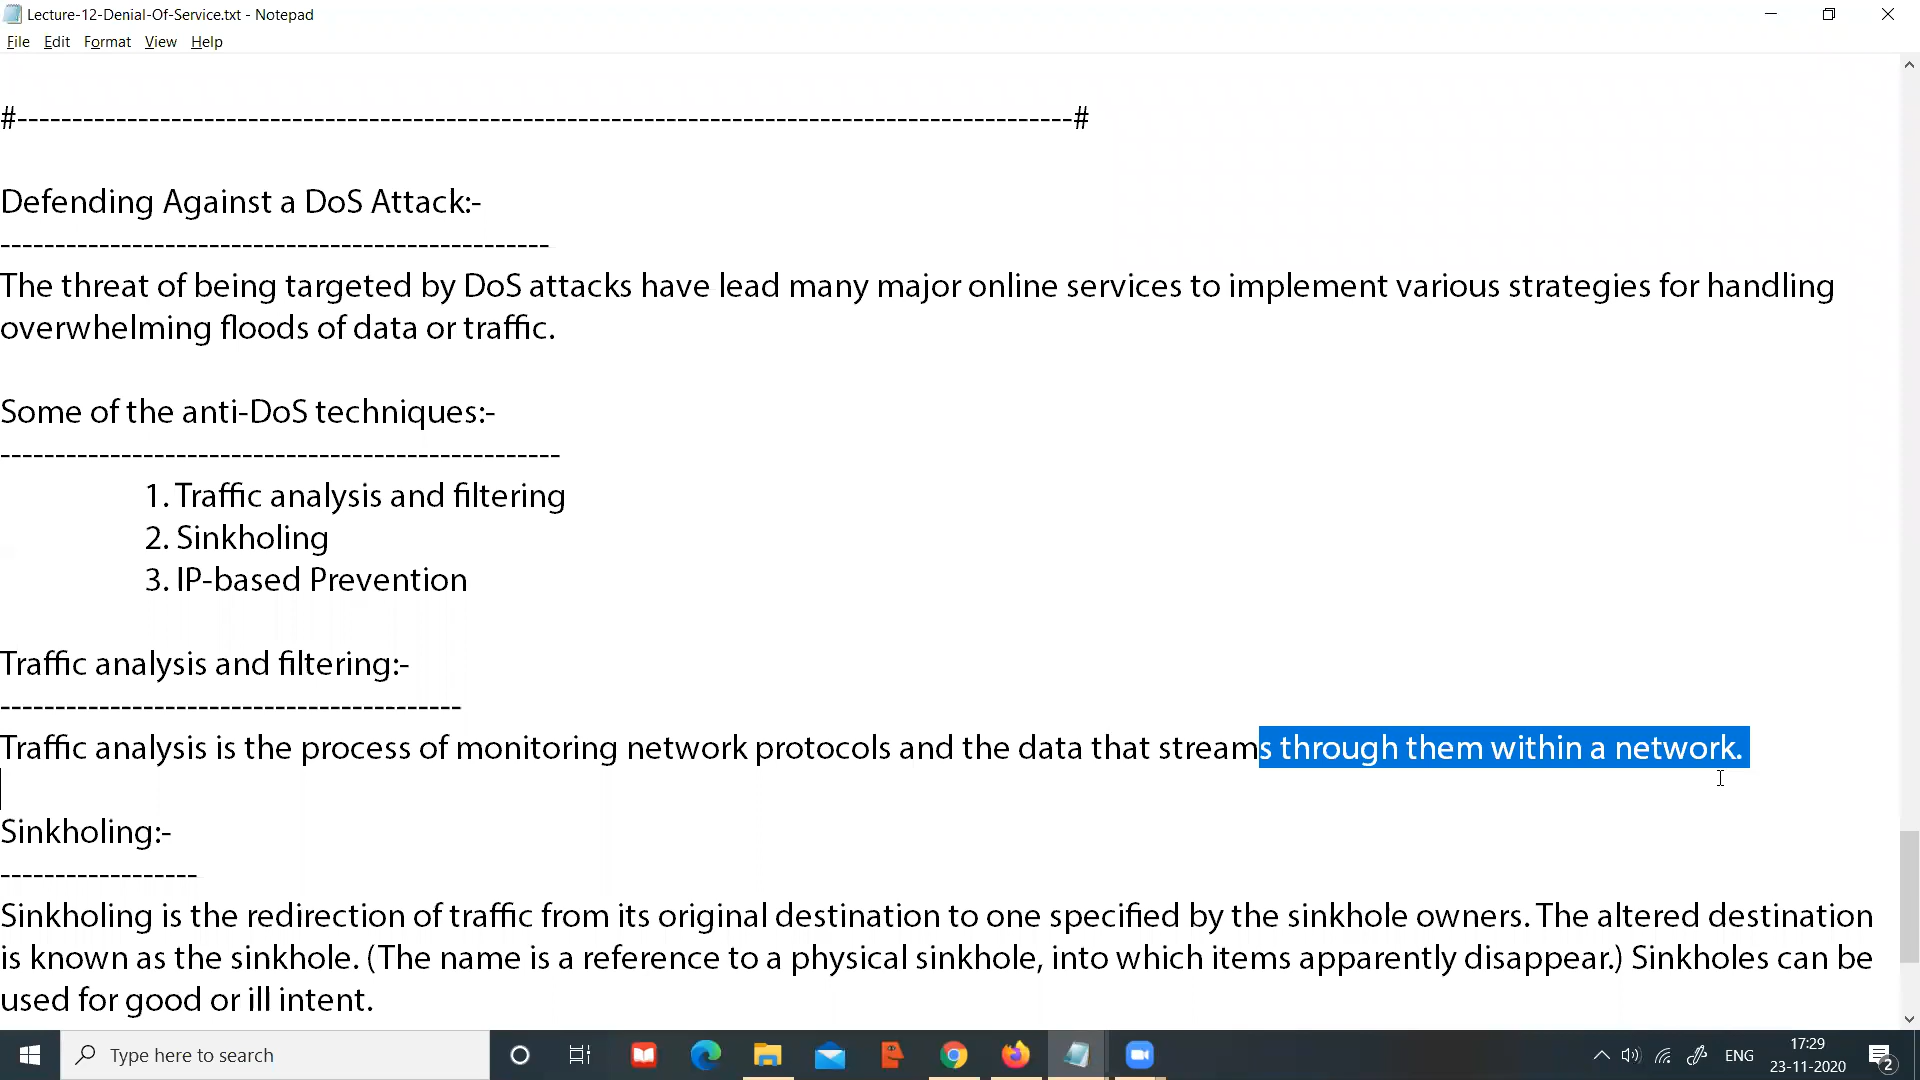 Lecture-12-Denial-Of-Service.txt - Notepad
File Edit Format View Help
#-------------------------------------------------------------------------------------------------#
Defending Against a DoS Attack:-
--------------------------------------------------
The threat of being targeted by DoS attacks have lead many major online services to implement various strategies for handling
overwhelming floods of data or traffic.
Some of the anti-DoS techniques:-
---------------------------------------------------
1. Traffic analysis and filtering
2. Sinkholing
3. IP-based Prevention
Traffic analysis and filtering:-
------------------------------------------
Traffic analysis is the process of monitoring network protocols and the data that streams through them within a network.
Sinkholing:-
------------------
Sinkholing is the redirection of traffic from its original destination to one specified by the sinkhole owners. The altered destination
is known as the sinkhole. (The name is a reference to a physical sinkhole, into which items apparently disappear.) Sinkholes can be
used for good or ill intent.
Type here to search
ENG
17:29
23-11-2020
2